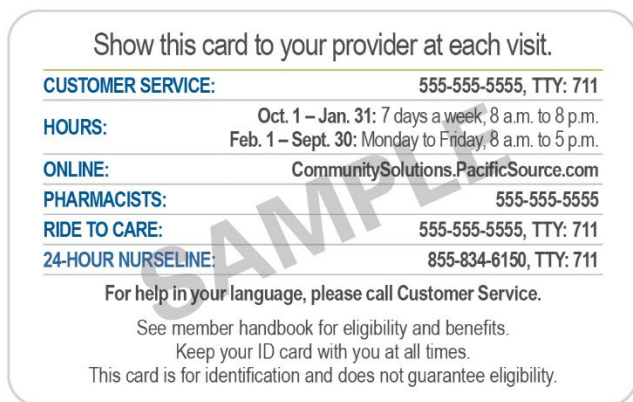 Show this card to your provider at each visit.
CUSTOMER SERVICE: 555-555-5555, TTY: 711
HOURS: Oct. 1 – Jan. 31: 7 days a week, 8 a.m. to 8 p.m.
Feb. 1 – Sept. 30: Monday to Friday, 8 a.m. to 5 p.m.
ONLINE: CommunitySolutions.PacificSource.com
PHARMACISTS: 555-555-5555
RIDE TO CARE: 555-555-5555, TTY: 711
24-HOUR NURSELINE: 855-834-6150, TTY: 711
For help in your language, please call Customer Service.
See member handbook for eligibility and benefits.
Keep your ID card with you at all times.
This card is for identification and does not guarantee eligibility.
SAMPLE